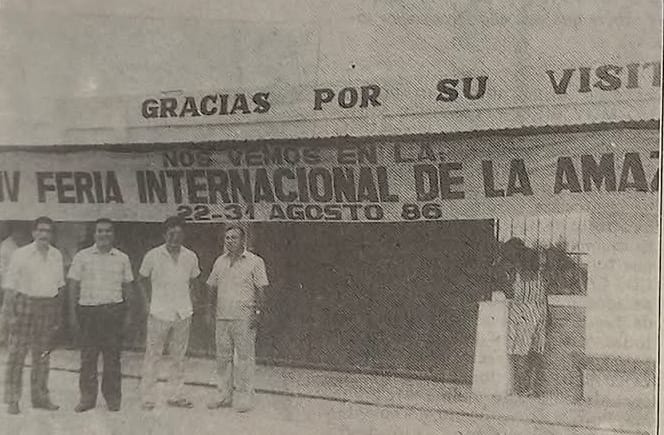 GRACIAS POR SU VISIT
NOS VEMOS EN LA:
IV FERIA INTERNACIONAL DE LA AMAZ
22-31 AGOSTO 86